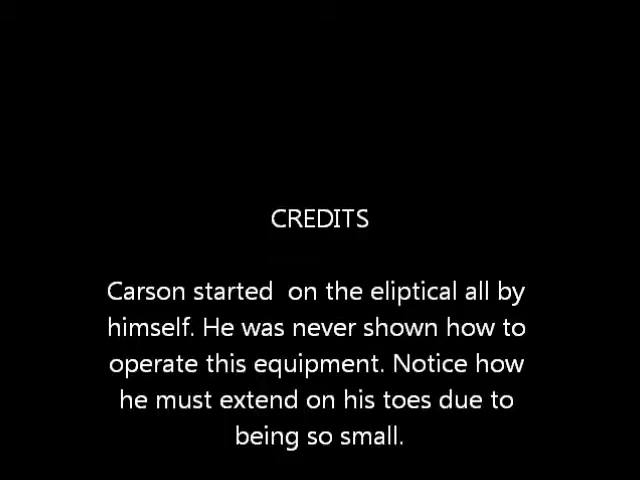 CREDITS
Carson started  on the eliptical all by
himself. He was never shown how to
operate this equipment. Notice how
he must extend on his toes due to
being so small.